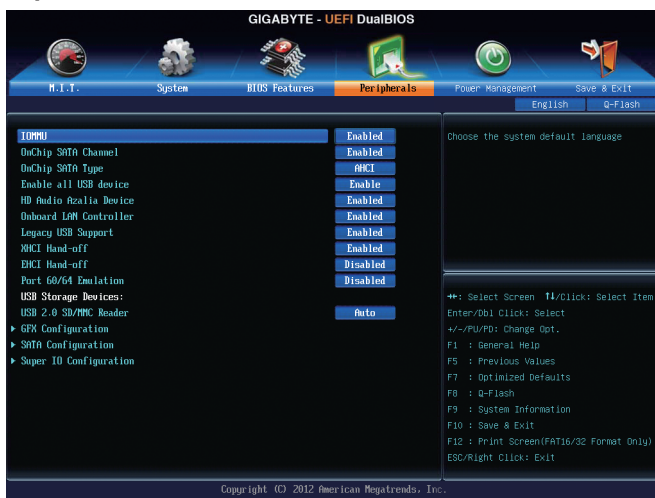 GIGABYTE - UEFI DualBIOS
M.I.T. System BIOS Features Peripherals Power Management Save & Exit
English Q-Flash
IOMMU Enabled
OnChip SATA Channel Enabled
OnChip SATA Type AHCI
Enable all USB device Enable
HD Audio Azalia Device Enabled
Onboard LAN Controller Enabled
Legacy USB Support Enabled
XHCI Hand-off Enabled
EHCI Hand-off Disabled
Port 60/64 Emulation Disabled
USB Storage Devices:
USB 2.0 SD/MMC Reader Auto
GFX Configuration
SATA Configuration
Super IO Configuration
Choose the system default language
→←: Select Screen ↑↓/Click: Select Item
Enter/Dbl Click: Select
+/-/PU/PD: Change Opt.
F1 : General Help
F5 : Previous Values
F7 : Optimized Defaults
F8 : Q-Flash
F9 : System Information
F10 : Save & Exit
F12 : Print Screen(FAT16/32 Format Only)
ESC/Right Click: Exit
Copyright (C) 2012 American Megatrends, Inc.